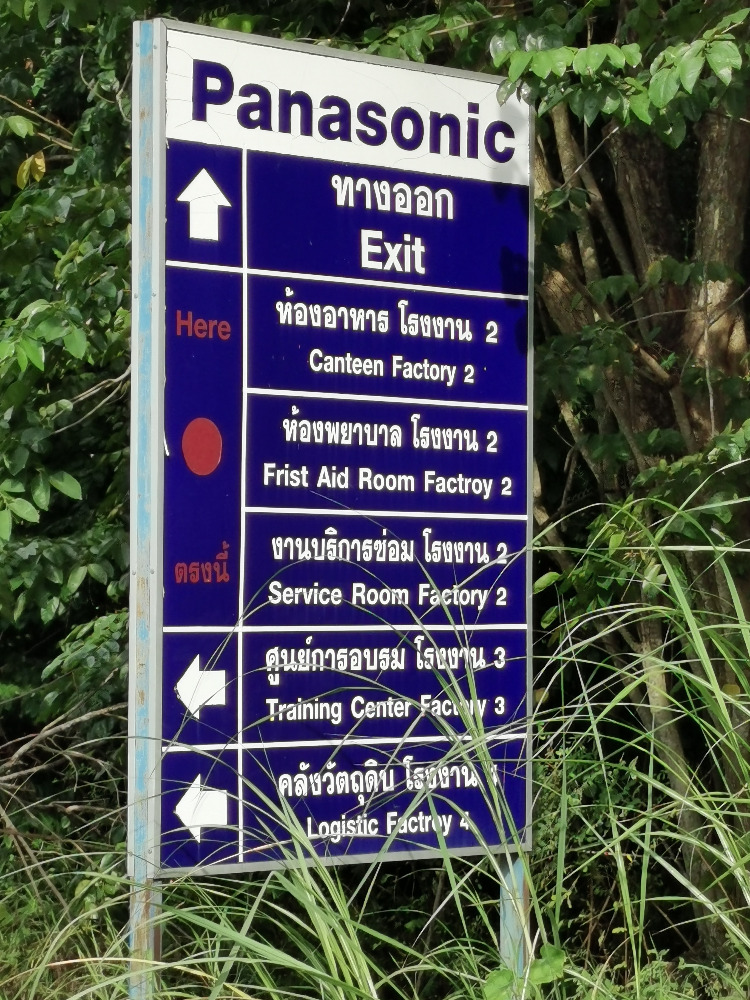 Panasonic
ทางออก
Exit
Here
ห้องอาหาร โรงงาน 2
Canteen Factory 2
ห้องพยาบาล โรงงาน 2
Frist Aid Room Factroy 2
ตรงนี้
งานบริการซ่อม โรงงาน 2
Service Room Factory 2
ศูนย์การอบรม โรงงาน 3
Training Center Factory 3
คลังวัตถุดิบ โรงงาน 4
Logistic Factroy 4